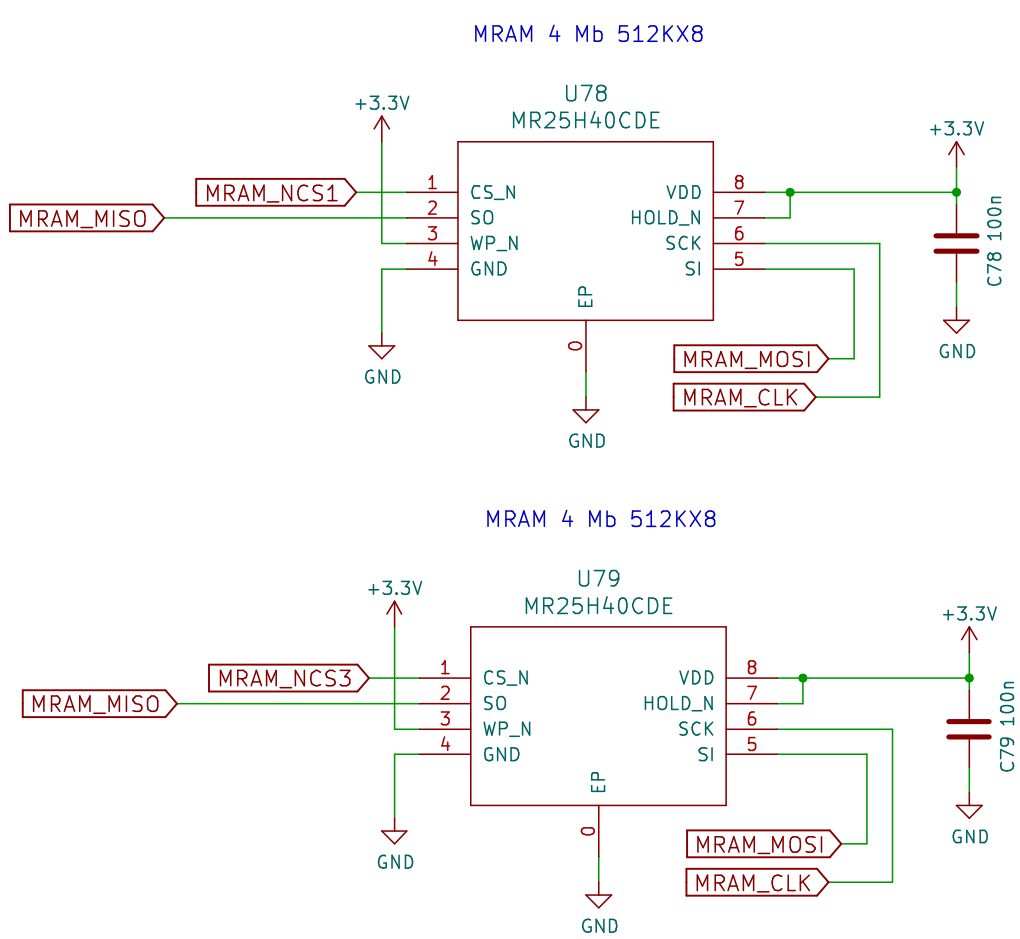 MRAM 4 Mb 512KX8
U78
MR25H40CDE
+3.3V
+3.3V
MRAM_NCS1
1
CS_N
VDD
8
MRAM_MISO
2
SO
HOLD_N
7
3
WP_N
SCK
6
4
GND
SI
5
C78 100n
EP
0
MRAM_MOSI
GND
GND
MRAM_CLK
GND
MRAM 4 Mb 512KX8
U79
MR25H40CDE
+3.3V
+3.3V
MRAM_NCS3
1
CS_N
VDD
8
MRAM_MISO
2
SO
HOLD_N
7
3
WP_N
SCK
6
4
GND
SI
5
C79 100n
EP
0
MRAM_MOSI
GND
GND
MRAM_CLK
GND